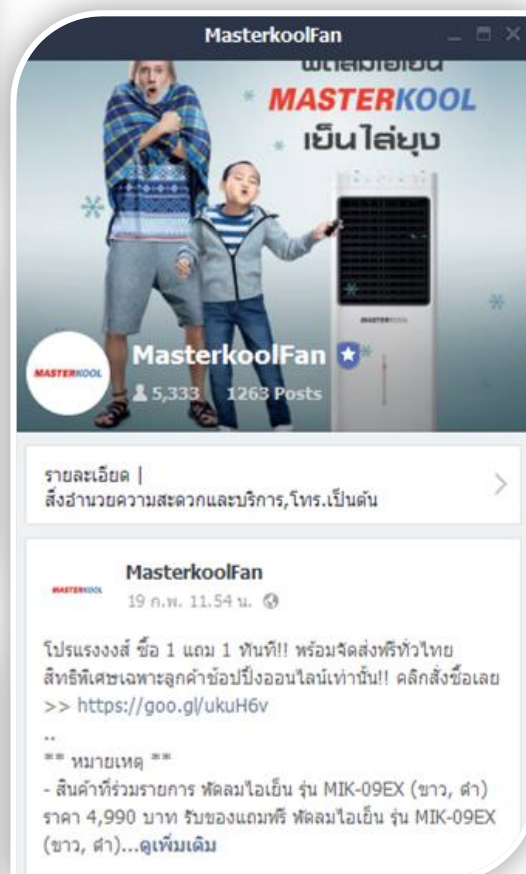 MasterkoolFan
พัดลมไอเย็น
MASTERKOOL
เย็น ไล่ยุง
MASTERKOOL
MASTERKOOL
MasterkoolFan
5,333 1263 Posts
รายละเอียด |
สิ่งอำนวยความสะดวกและบริการ,โทร.เป็นต้น
MASTERKOOL
MasterkoolFan
19 ก.พ. 11.54 น.
โปรแรงงงส์ ซื้อ 1 แถม 1 ทันที!! พร้อมจัดส่งฟรีทั่วไทย
สิทธิพิเศษเฉพาะลูกค้าช้อปปิ้งออนไลน์เท่านั้น!! คลิกสั่งซื้อเลย
>> https://goo.gl/ukuH6v
..
** หมายเหตุ **
- สินค้าที่ร่วมรายการ พัดลมไอเย็น รุ่น MIK-09EX (ขาว, ดำ)
ราคา 4,990 บาท รับของแถมฟรี พัดลมไอเย็น รุ่น MIK-09EX
(ขาว, ดำ)...ดูเพิ่มเติม